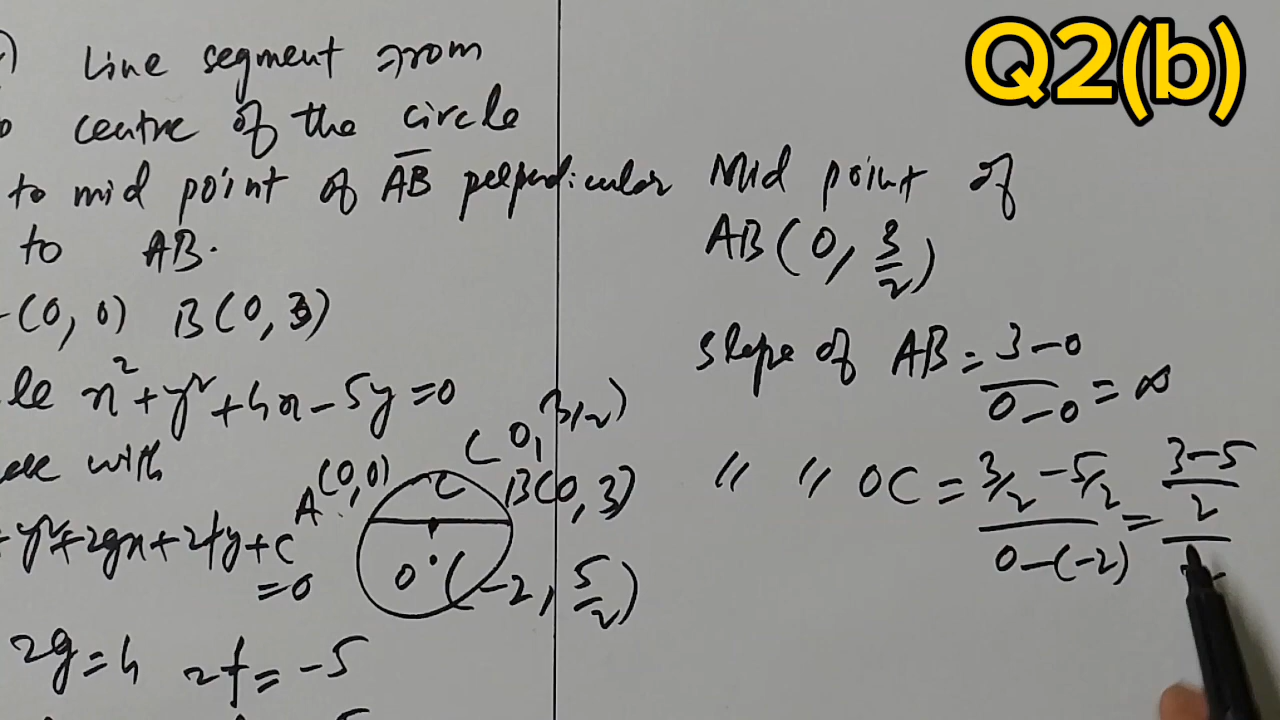 Q2(b)
) Line segment from
centre of the circle
to mid point of AB perpendicular
to AB.
(0, 0) B(0, 3)
le x² + y² + 4x - 5y = 0
with
+ y² + 2gx + 2fy + c
= 0
2g = 4 2f = -5
C(0, 3/2)
(0,0)
A C B(0, 3)
O (-2, 5/2)
Mid point of
AB(0, 3/2)
Slope of AB = (3-0)/(0-0) = ∞
" " OC = (3/2 - 5/2)/(0-(-2)) = ((3-5)/2)/